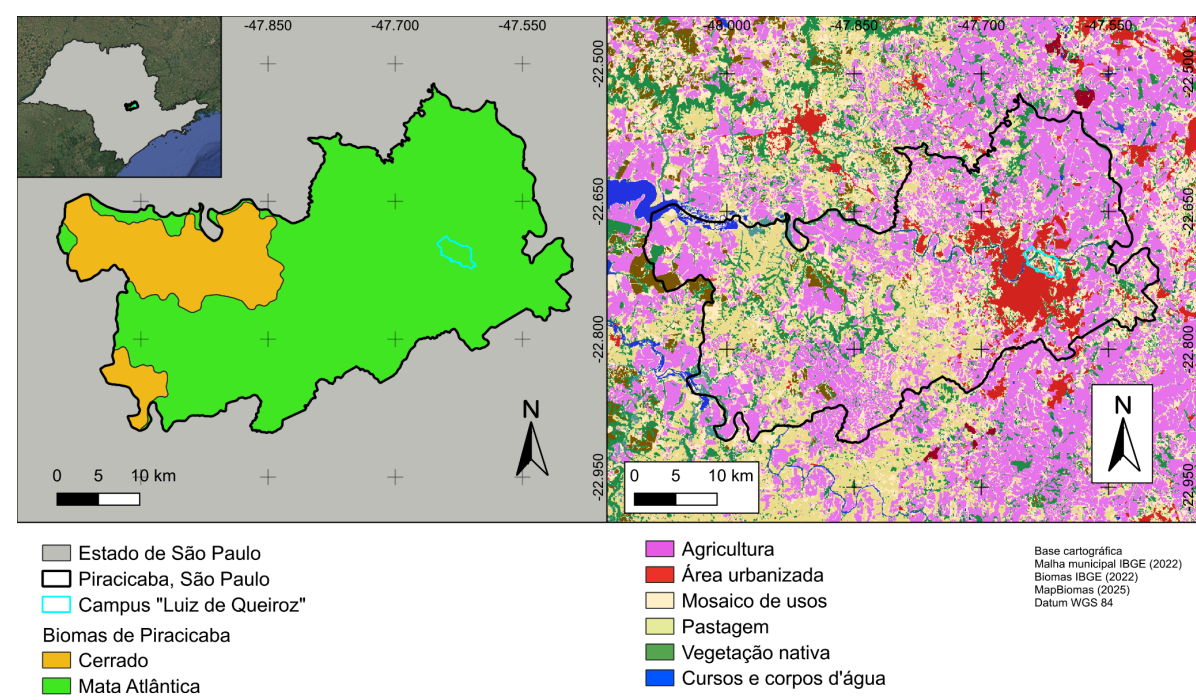 -47.850 -47.700 -47.550
-48.000 -47.850 -47.700 -47.550
-22.500
-22.650
-22.800
-22.950
-22.500
-22.650
-22.800
-22.950
N
0 5 10 km
N
0 5 10 km
Estado de São Paulo
Piracicaba, São Paulo
Campus "Luiz de Queiroz"
Biomas de Piracicaba
Cerrado
Mata Atlântica
Agricultura
Área urbanizada
Mosaico de usos
Pastagem
Vegetação nativa
Cursos e corpos d'água
Base cartográfica
Malha municipal IBGE (2022)
Biomas IBGE (2022)
MapBiomas (2025)
Datum WGS 84